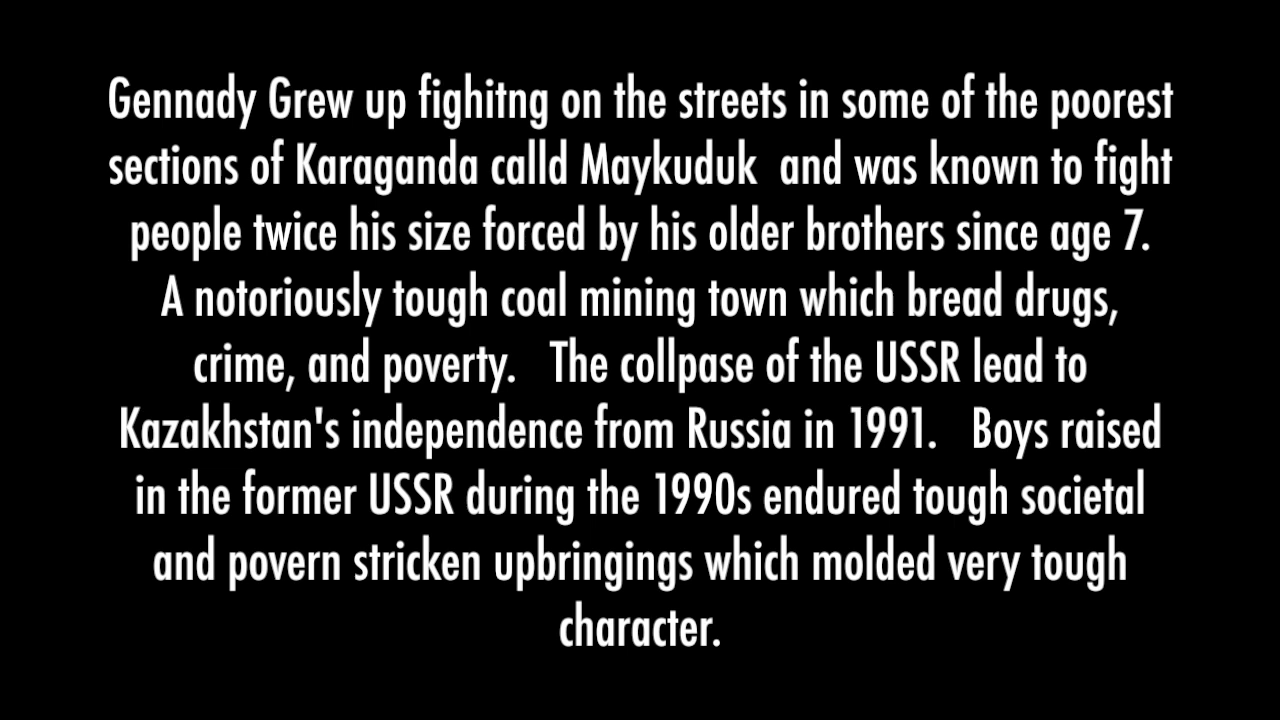 Gennady Grew up fighitng on the streets in some of the poorest
sections of Karaganda calld Maykuduk  and was known to fight
people twice his size forced by his older brothers since age 7.
A notoriously tough coal mining town which bread drugs,
crime, and poverty.   The collpase of the USSR lead to
Kazakhstan's independence from Russia in 1991.   Boys raised
in the former USSR during the 1990s endured tough societal
and povern stricken upbringings which molded very tough
character.